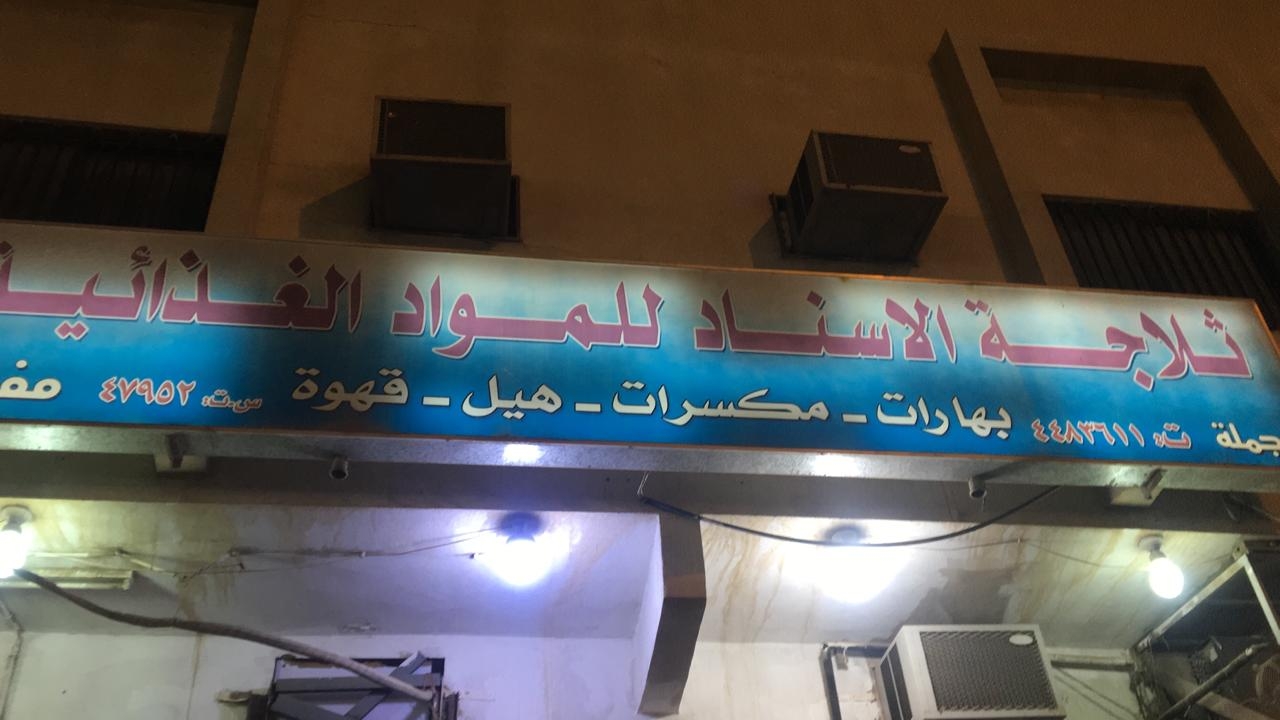 ثلاجة الاسناد للمواد الغذائية
جملة ت: ٤٤٨٣٦١١ بهارات - مكسرات - هيل - قهوة س.ت: ٤٧٩٥٢